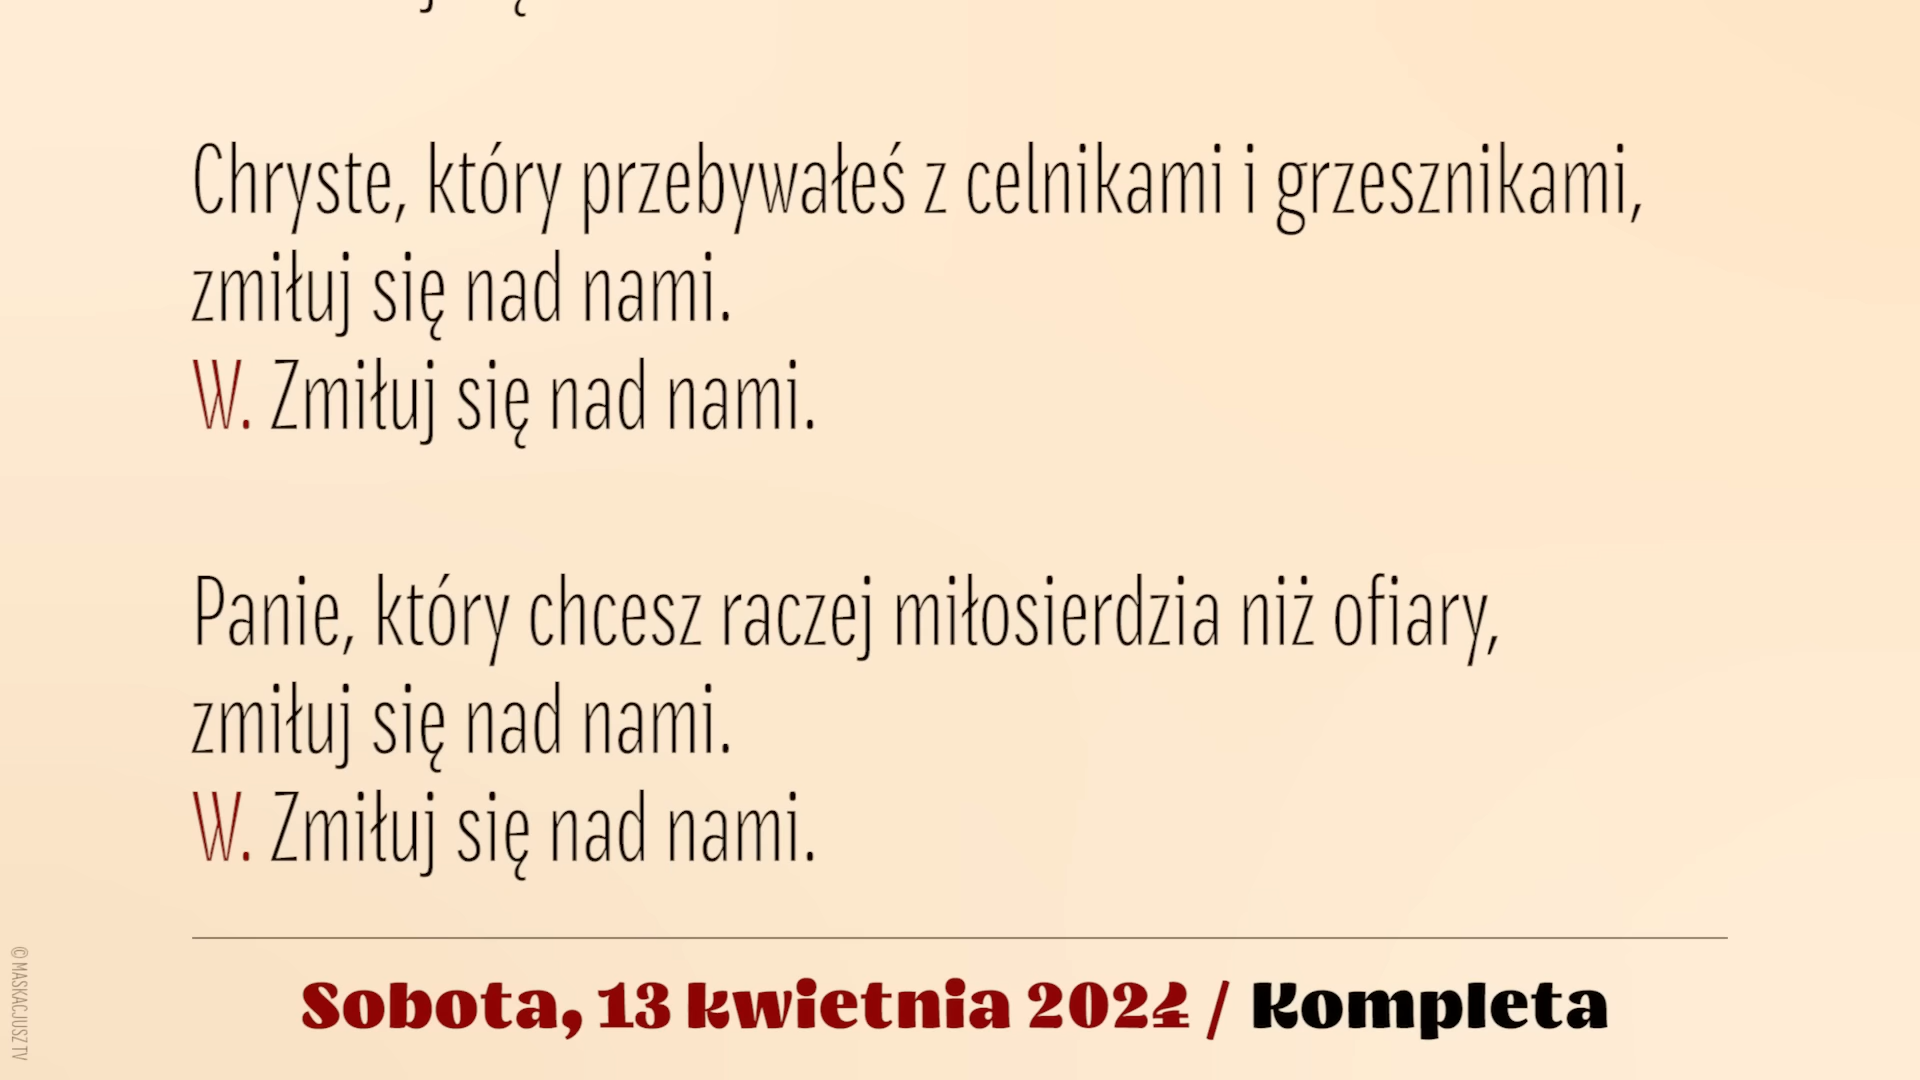 Chryste, który przebywałeś z celnikami i grzesznikami,
zmiłuj się nad nami.
W. Zmiłuj się nad nami.
Panie, który chcesz raczej miłosierdzia niż ofiary,
zmiłuj się nad nami.
W. Zmiłuj się nad nami.
Sobota, 13 kwietnia 2024 / Kompleta
© MASKACJUSZ TV